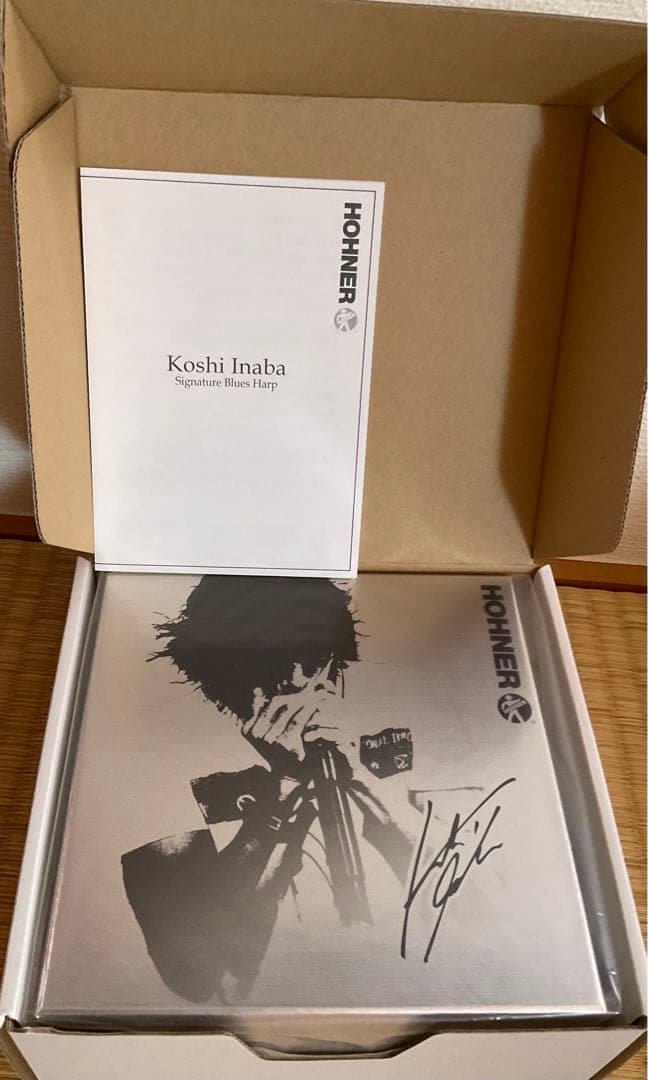 HOHNER
Koshi Inaba
Signature Blues Harp
HOHNER